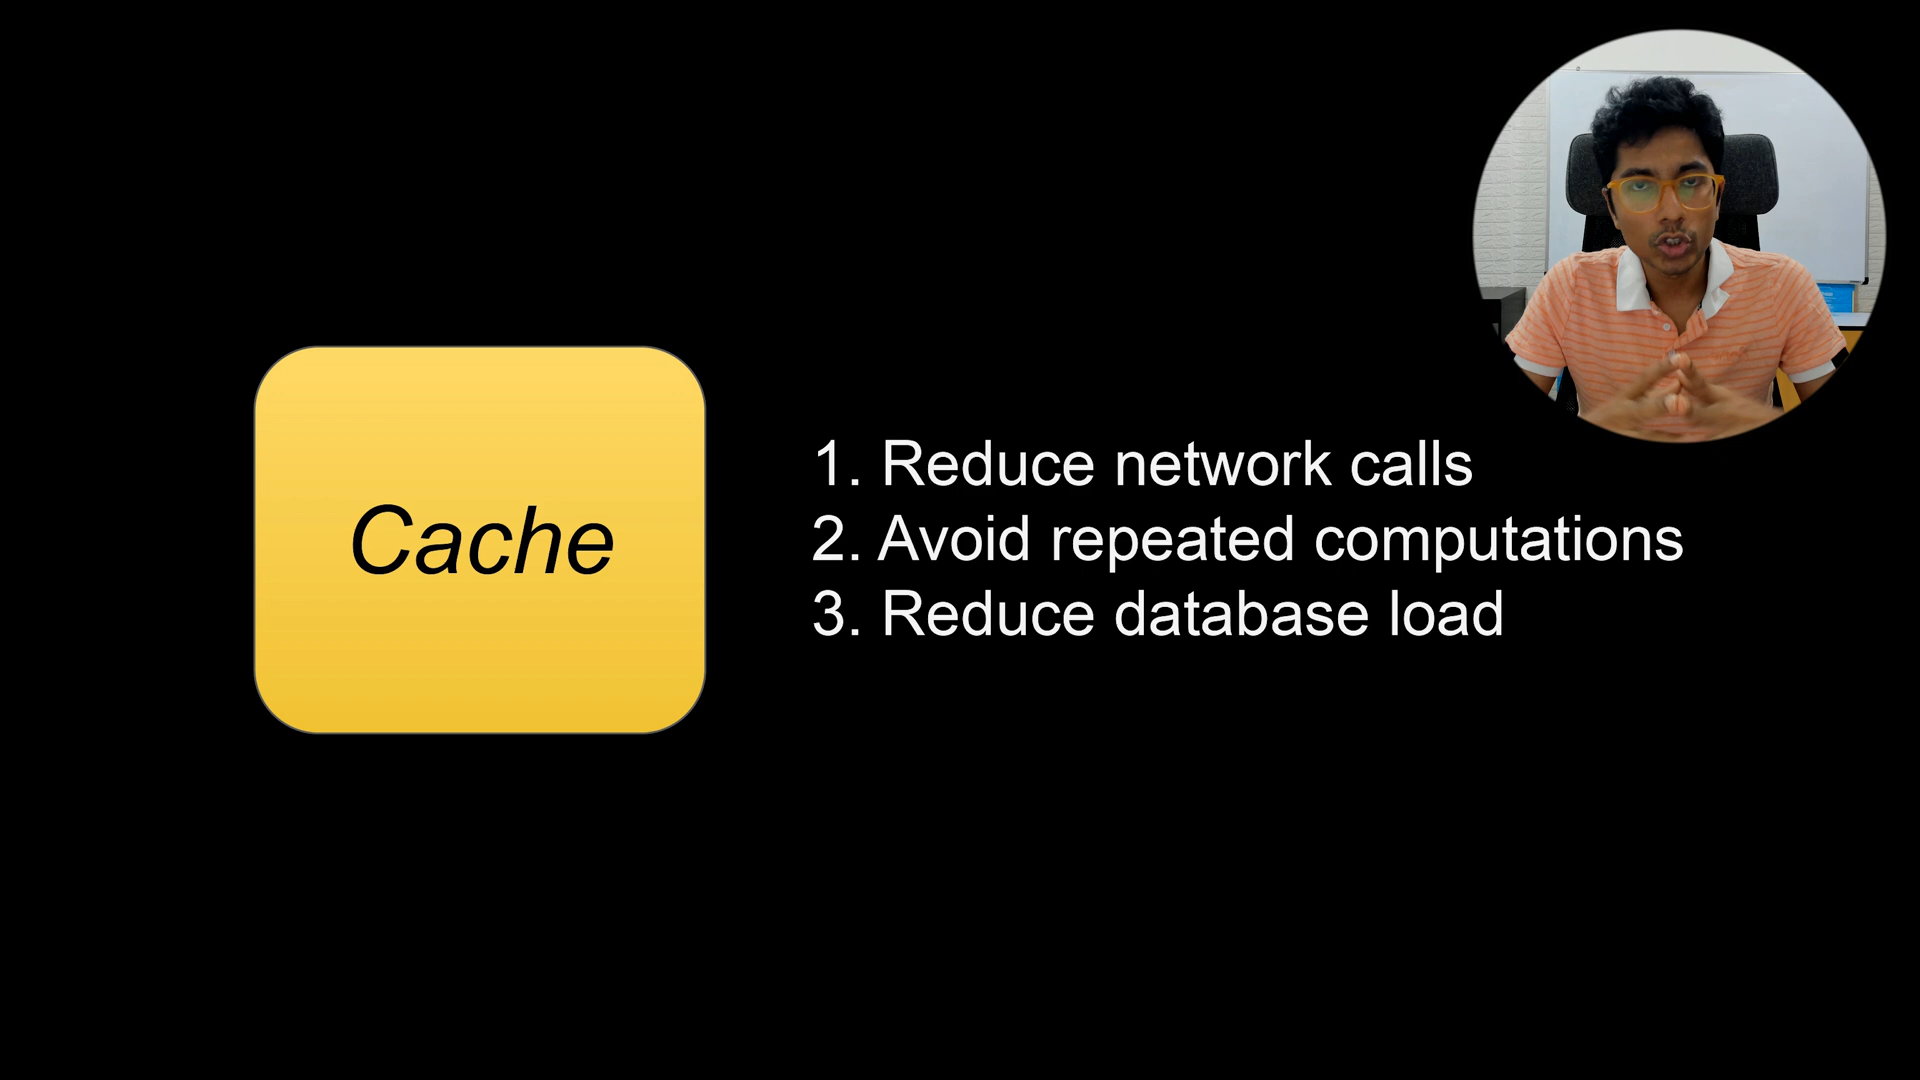 Cache
1. Reduce network calls
2. Avoid repeated computations
3. Reduce database load